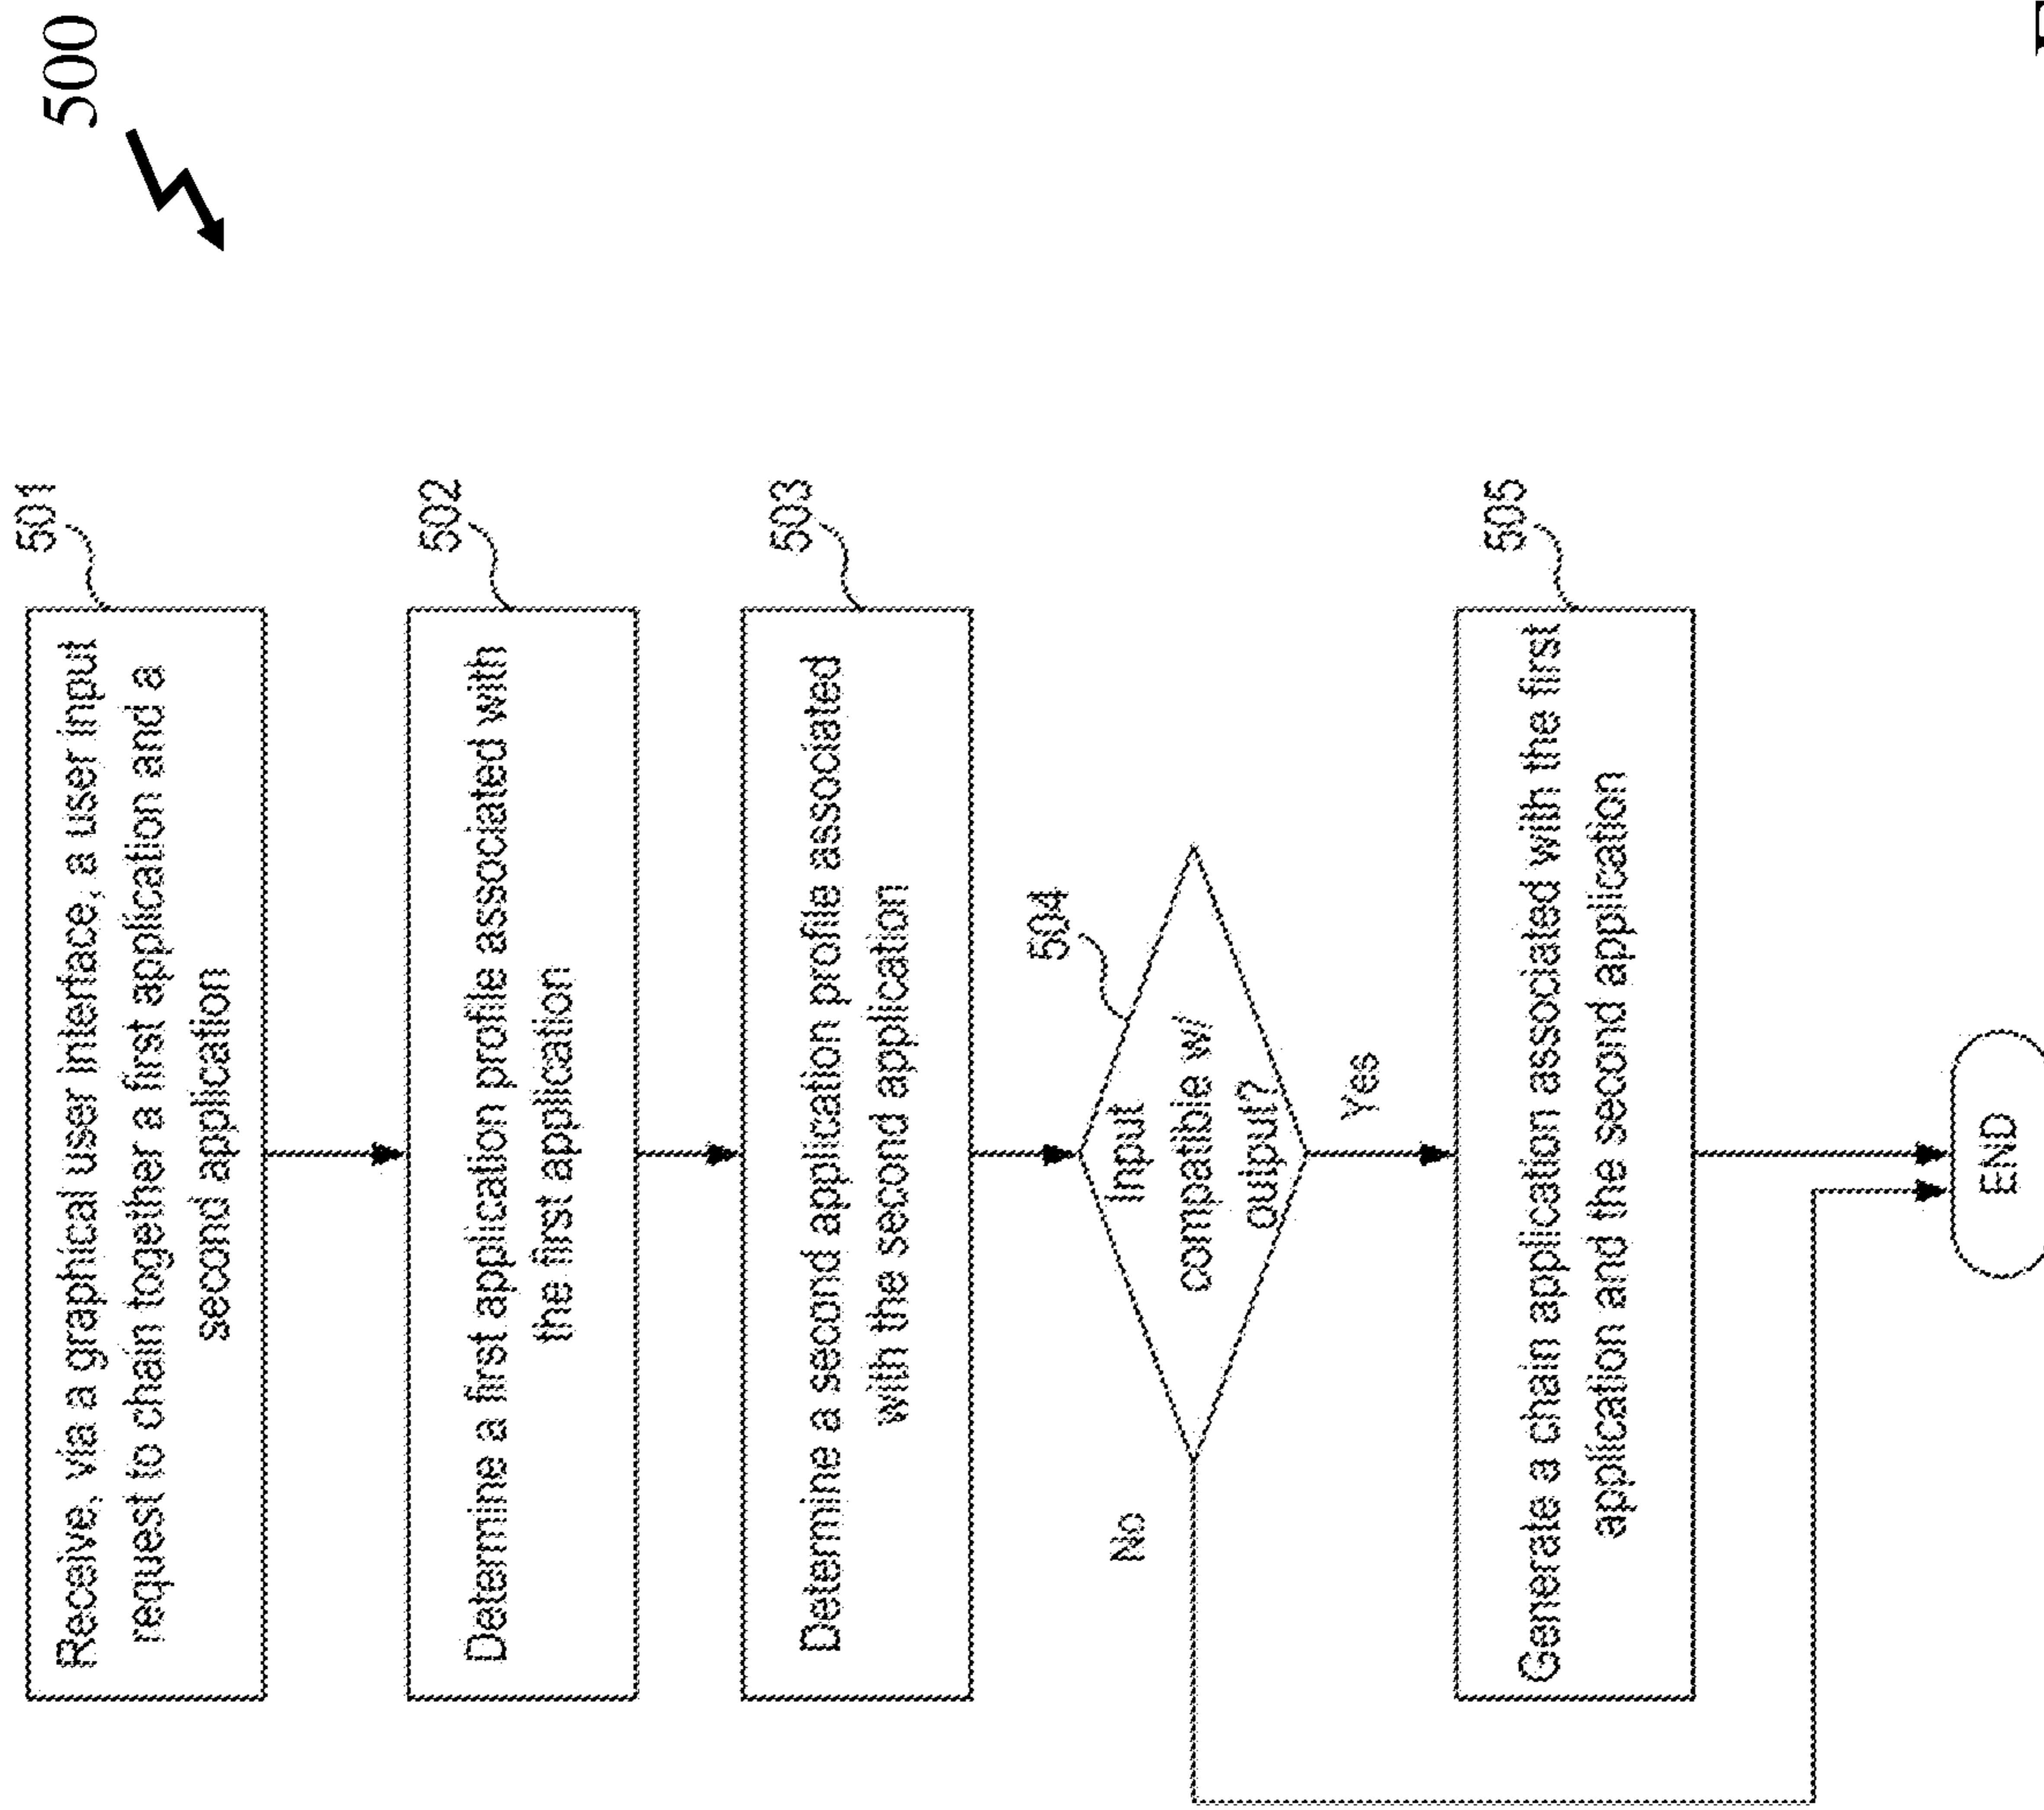 500
501
Receive, via a graphical user interface, a user input
request to chain together a first application and a
second application
502
Determine a first application profile associated with
the first application
503
Determine a second application profile associated
with the second application
504
Input
compatible w/
output?
No
Yes
505
Generate a chain application associated with the first
application and the second application
END